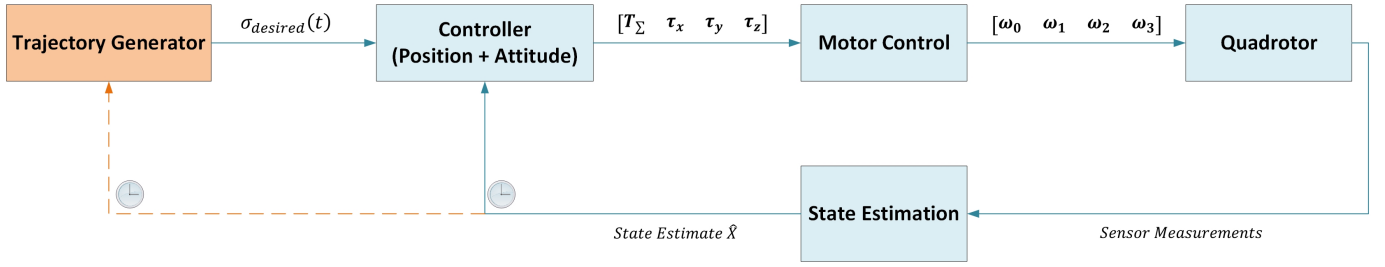 Trajectory Generator
σ_desired(t)
Controller
(Position + Attitude)
[T_Σ τ_x τ_y τ_z]
Motor Control
[ω_0 ω_1 ω_2 ω_3]
Quadrotor
State Estimation
State Estimate X̂
Sensor Measurements